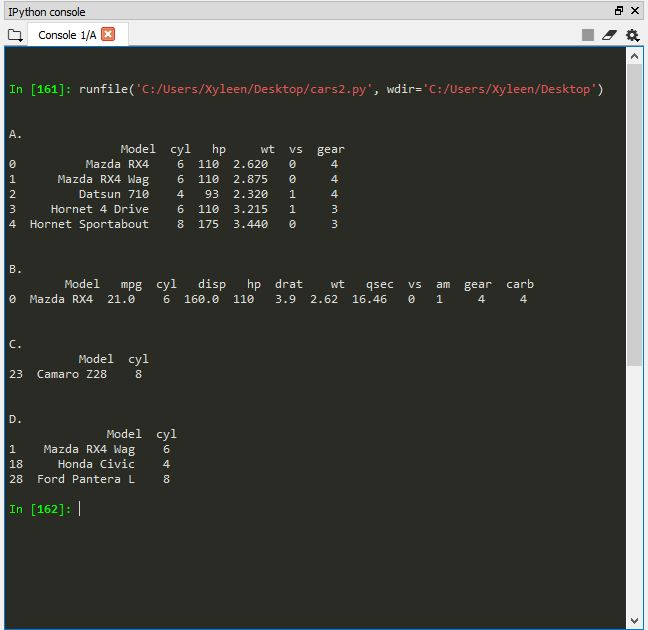 IPython console
Console 1/A
In [161]: runfile('C:/Users/Xyleen/Desktop/cars2.py', wdir='C:/Users/Xyleen/Desktop')
A.
Model cyl hp wt vs gear
0 Mazda RX4 6 110 2.620 0 4
1 Mazda RX4 Wag 6 110 2.875 0 4
2 Datsun 710 4 93 2.320 1 4
3 Hornet 4 Drive 6 110 3.215 1 3
4 Hornet Sportabout 8 175 3.440 0 3
B.
Model mpg cyl disp hp drat wt qsec vs am gear carb
0 Mazda RX4 21.0 6 160.0 110 3.9 2.62 16.46 0 1 4 4
C.
Model cyl
23 Camaro Z28 8
D.
Model cyl
1 Mazda RX4 Wag 6
18 Honda Civic 4
28 Ford Pantera L 8
In [162]: